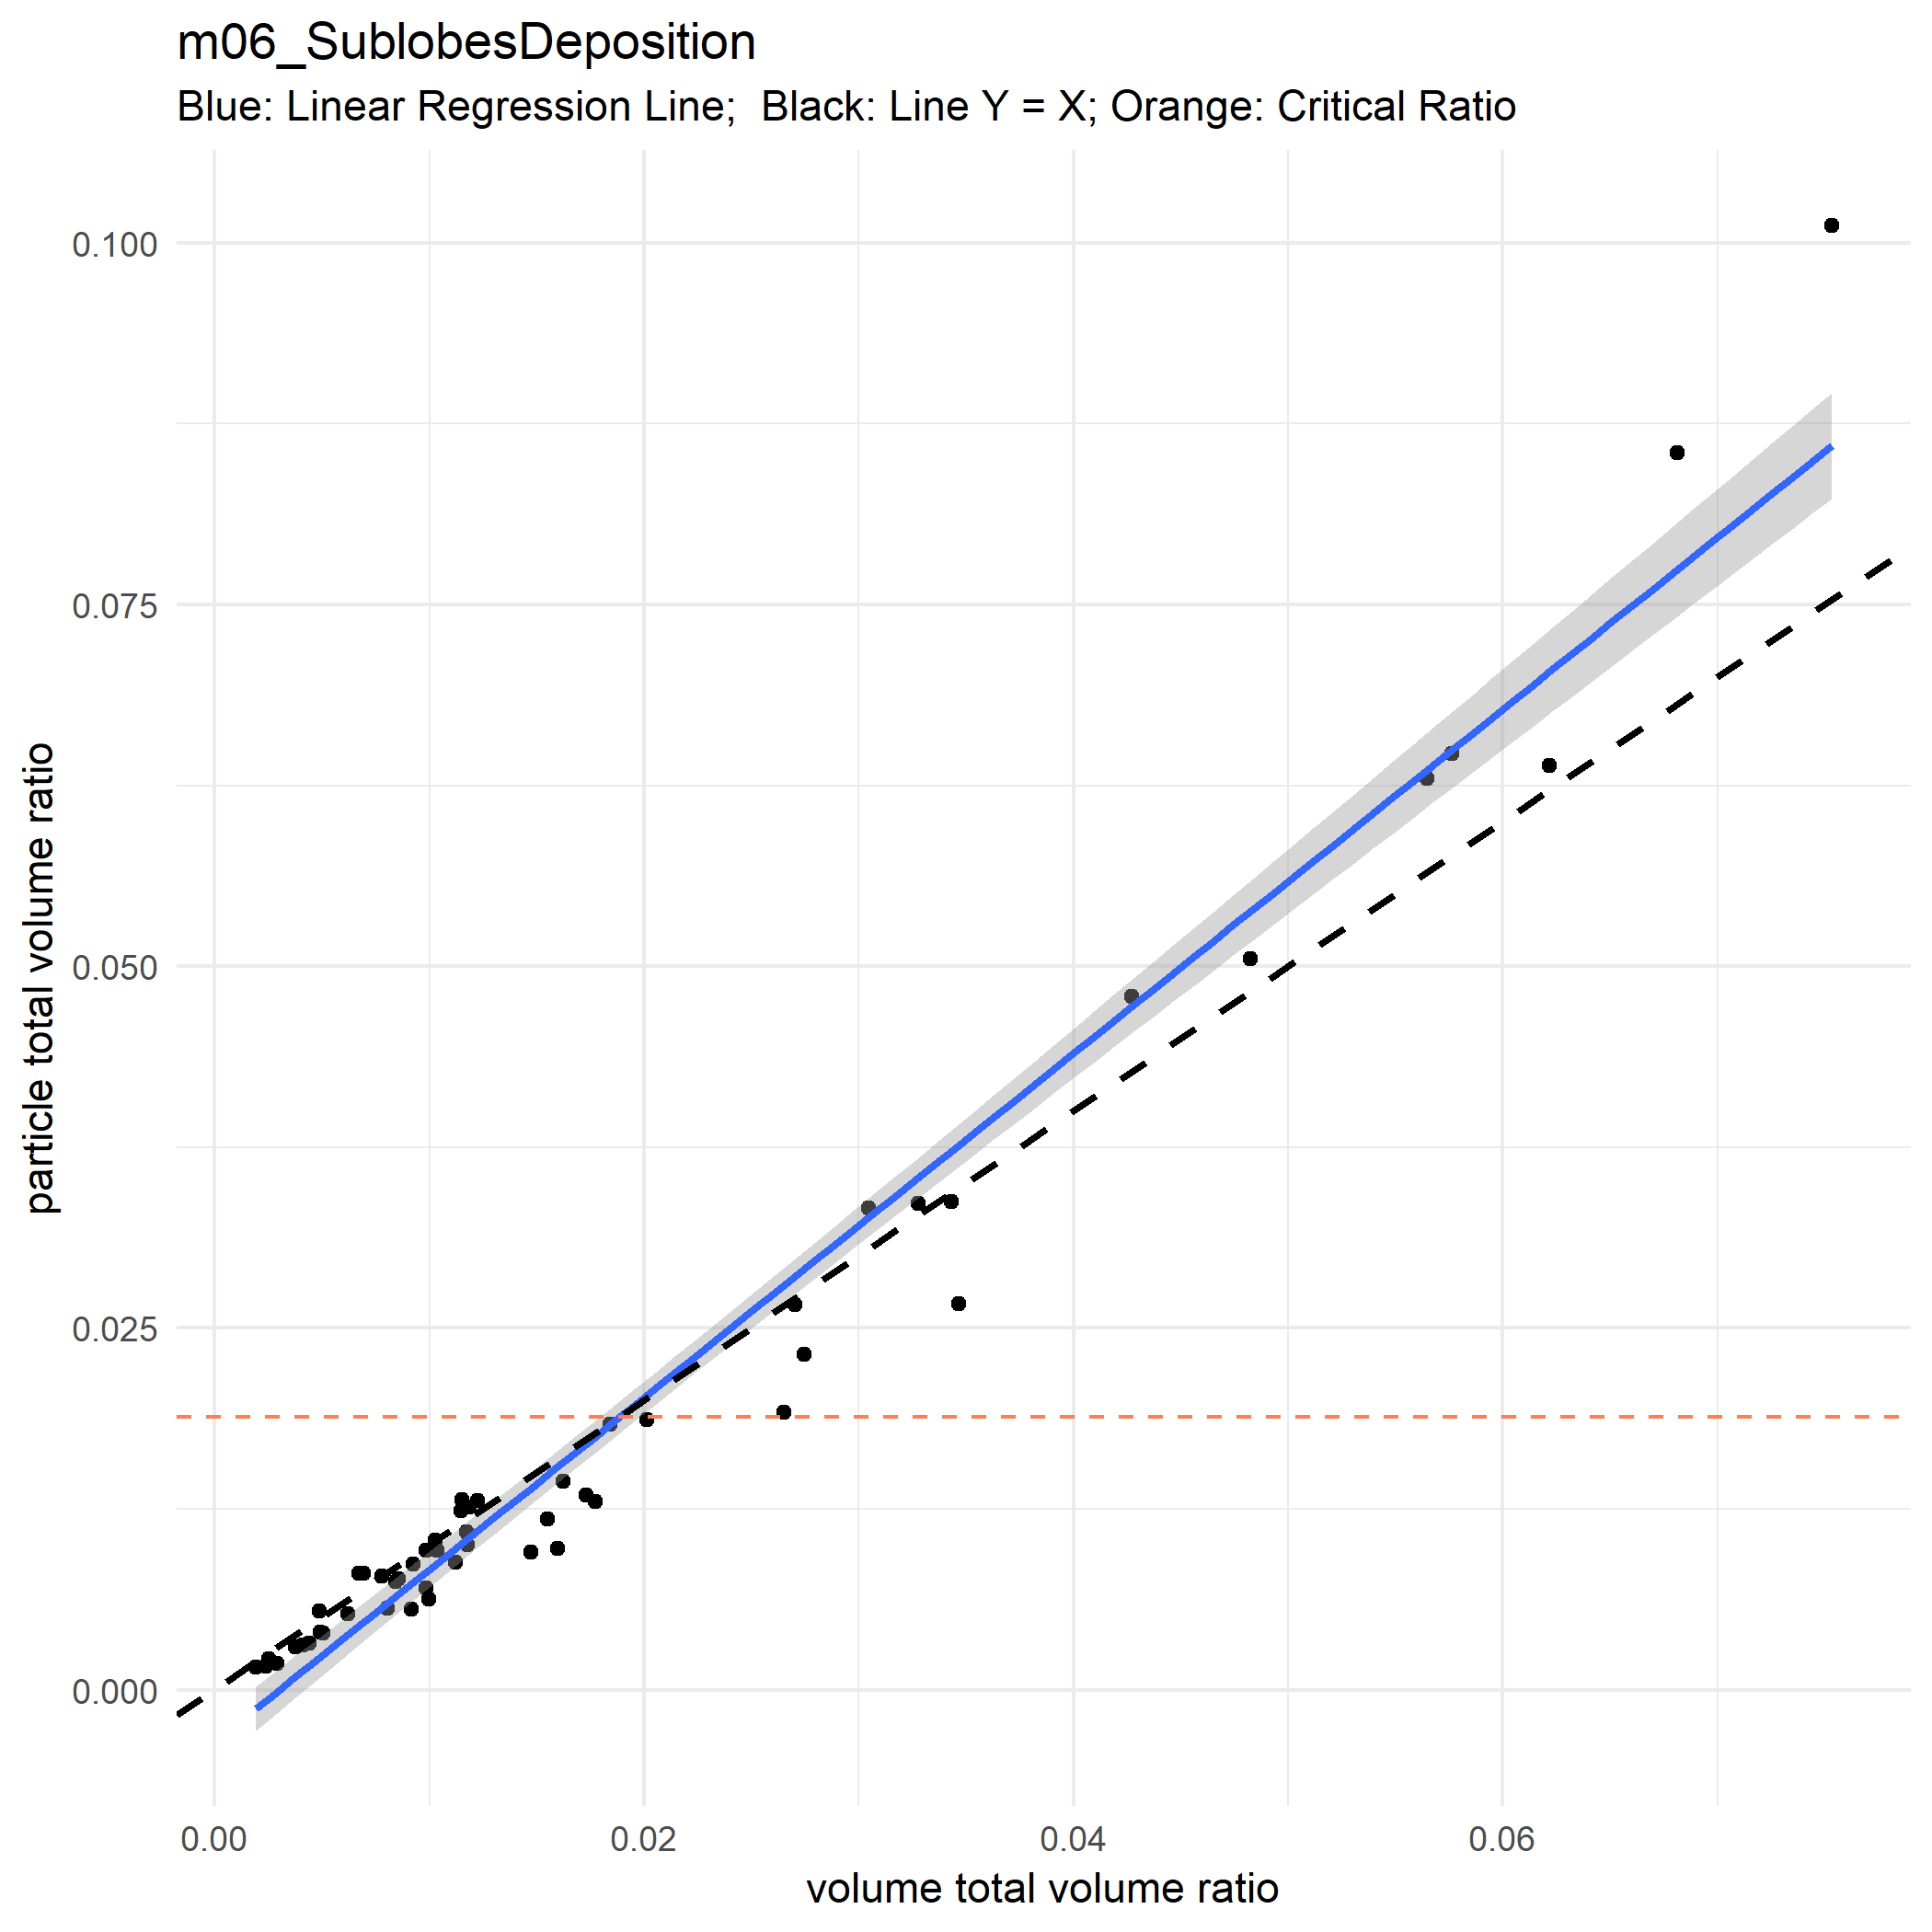 m06_SublobesDeposition
Blue: Linear Regression Line;  Black: Line Y = X; Orange: Critical Ratio
0.100
0.075
0.050
0.025
0.000
particle total volume ratio
0.00
0.02
0.04
0.06
volume total volume ratio